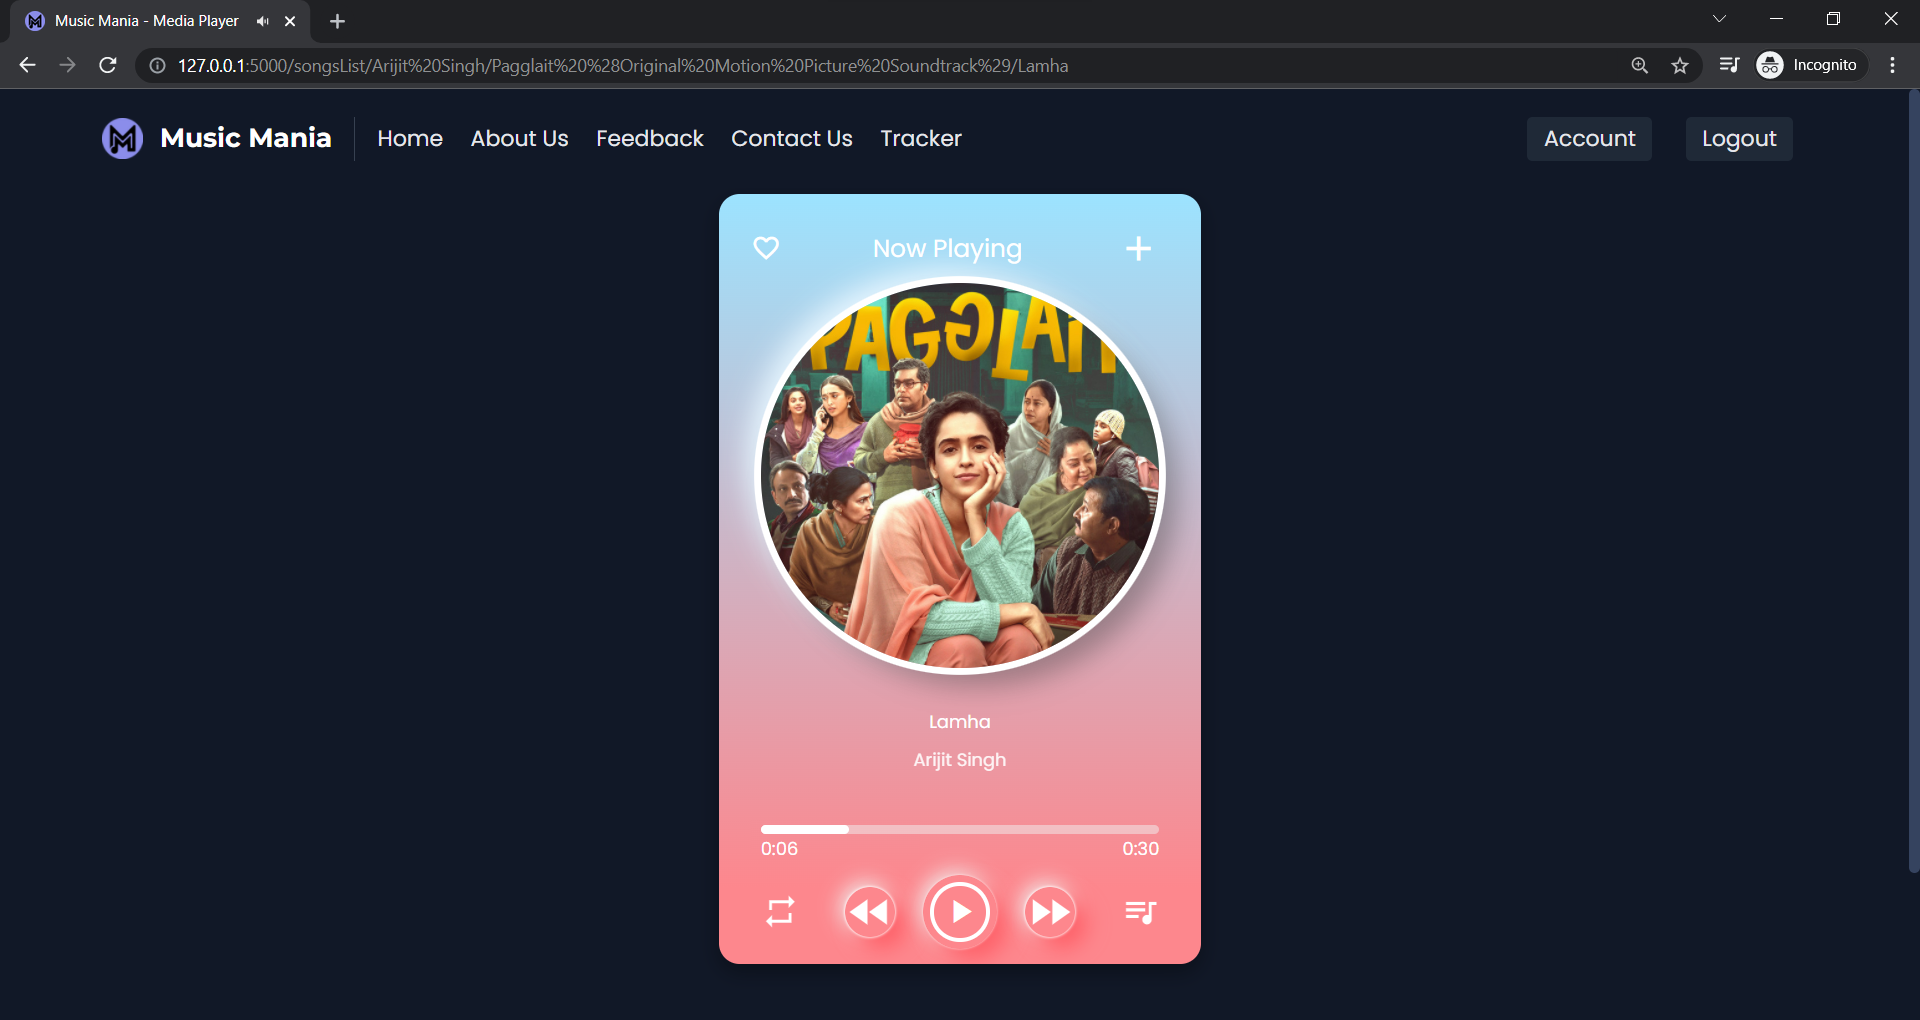 Music Mania - Media Player
127.0.0.1:5000/songsList/Arijit%20Singh/Pagglait%20%28Original%20Motion%20Picture%20Soundtrack%29/Lamha
Incognito
Music Mania
Home
About Us
Feedback
Contact Us
Tracker
Account
Logout
Now Playing
PAGGLAIT
Lamha
Arijit Singh
0:06
0:30